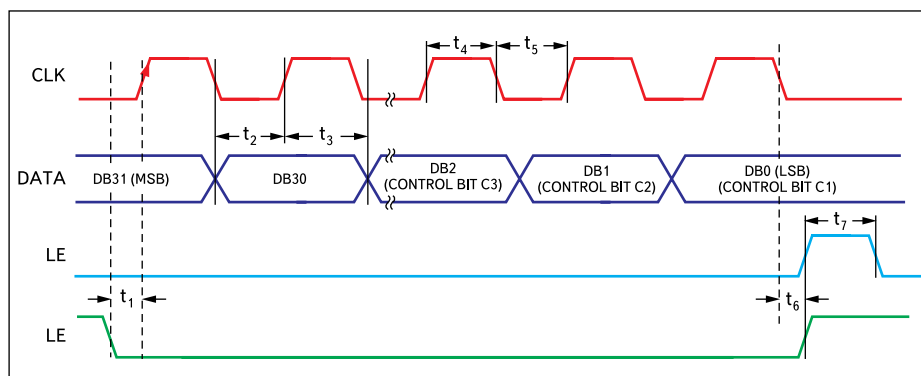 CLK
t4
t5
t2
t3
DATA
DB31 (MSB)
DB30
DB2
(CONTROL BIT C3)
DB1
(CONTROL BIT C2)
DB0 (LSB)
(CONTROL BIT C1)
LE
t7
t1
t6
LE